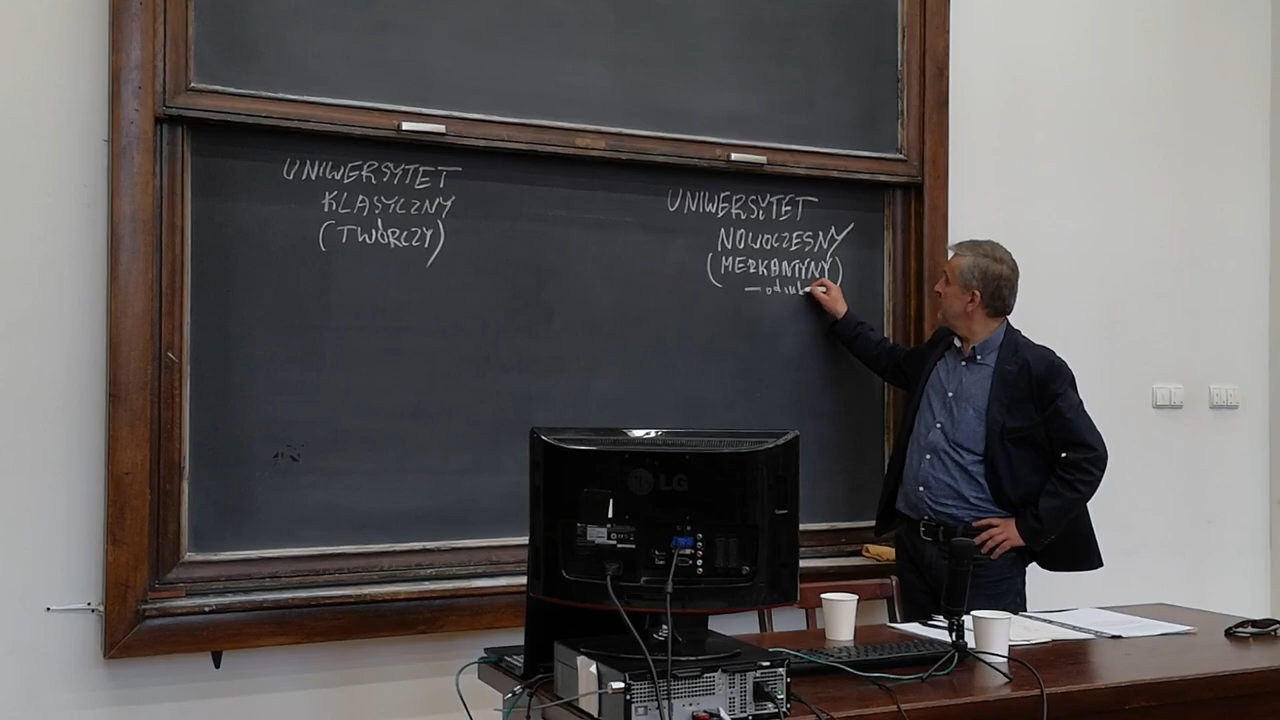 UNIWERSYTET
KLASYCZNY
(TWÓRCZY)
UNIWERSYTET
NOWOCZESNY
(MERKANTYNY)
LG